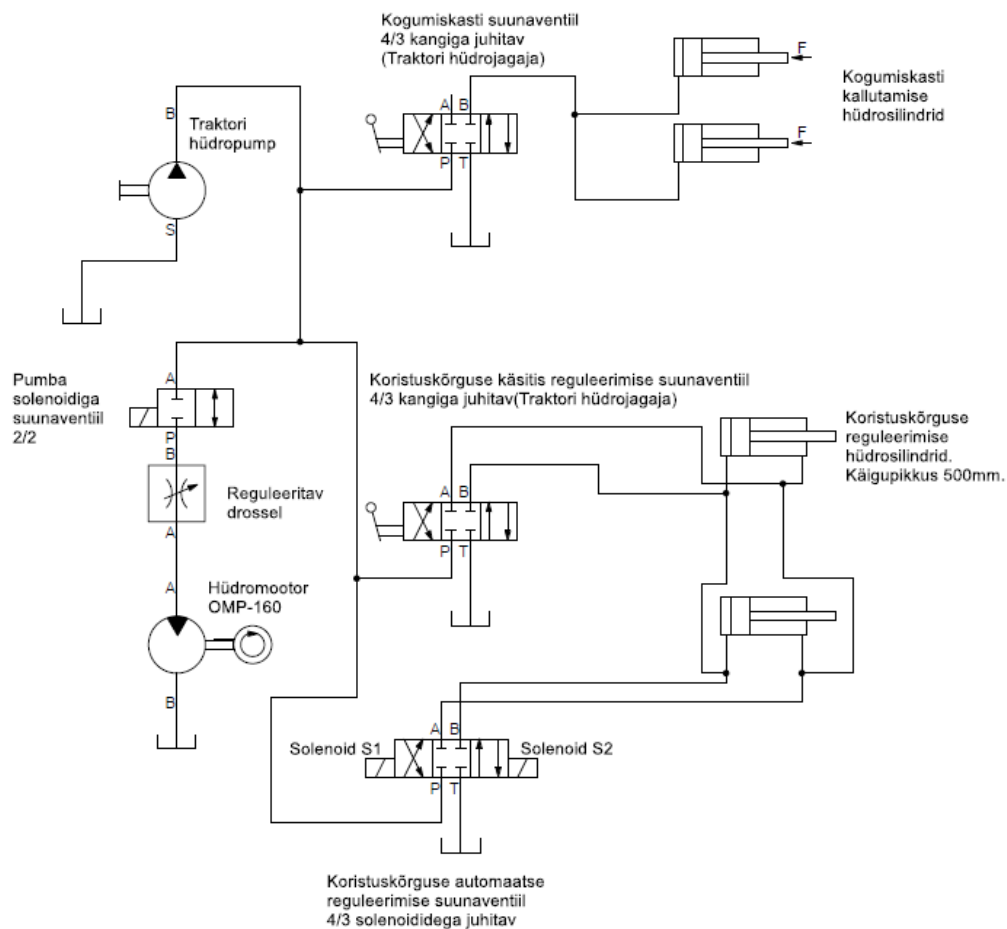 Kogumiskasti suunaventiil
4/3 kangiga juhitav
(Traktori hüdrojagaja)
A B
P T
F
F
Kogumiskasti
kallutamise
hüdrosilindrid
B
Traktori
hüdropump
S
Pumba
solenoidiga
suunaventiil
2/2
A
P
B
Reguleeritav
drossel
A
A
Hüdromootor
OMP-160
B
Koristuskõrguse käsitis reguleerimise suunaventiil
4/3 kangiga juhitav(Traktori hüdrojagaja)
A B
P T
Koristuskõrguse
reguleerimise
hüdrosilindrid.
Käigupikkus 500mm.
A B
Solenoid S1
Solenoid S2
P T
Koristuskõrguse automaatse
reguleerimise suunaventiil
4/3 solenoididega juhitav